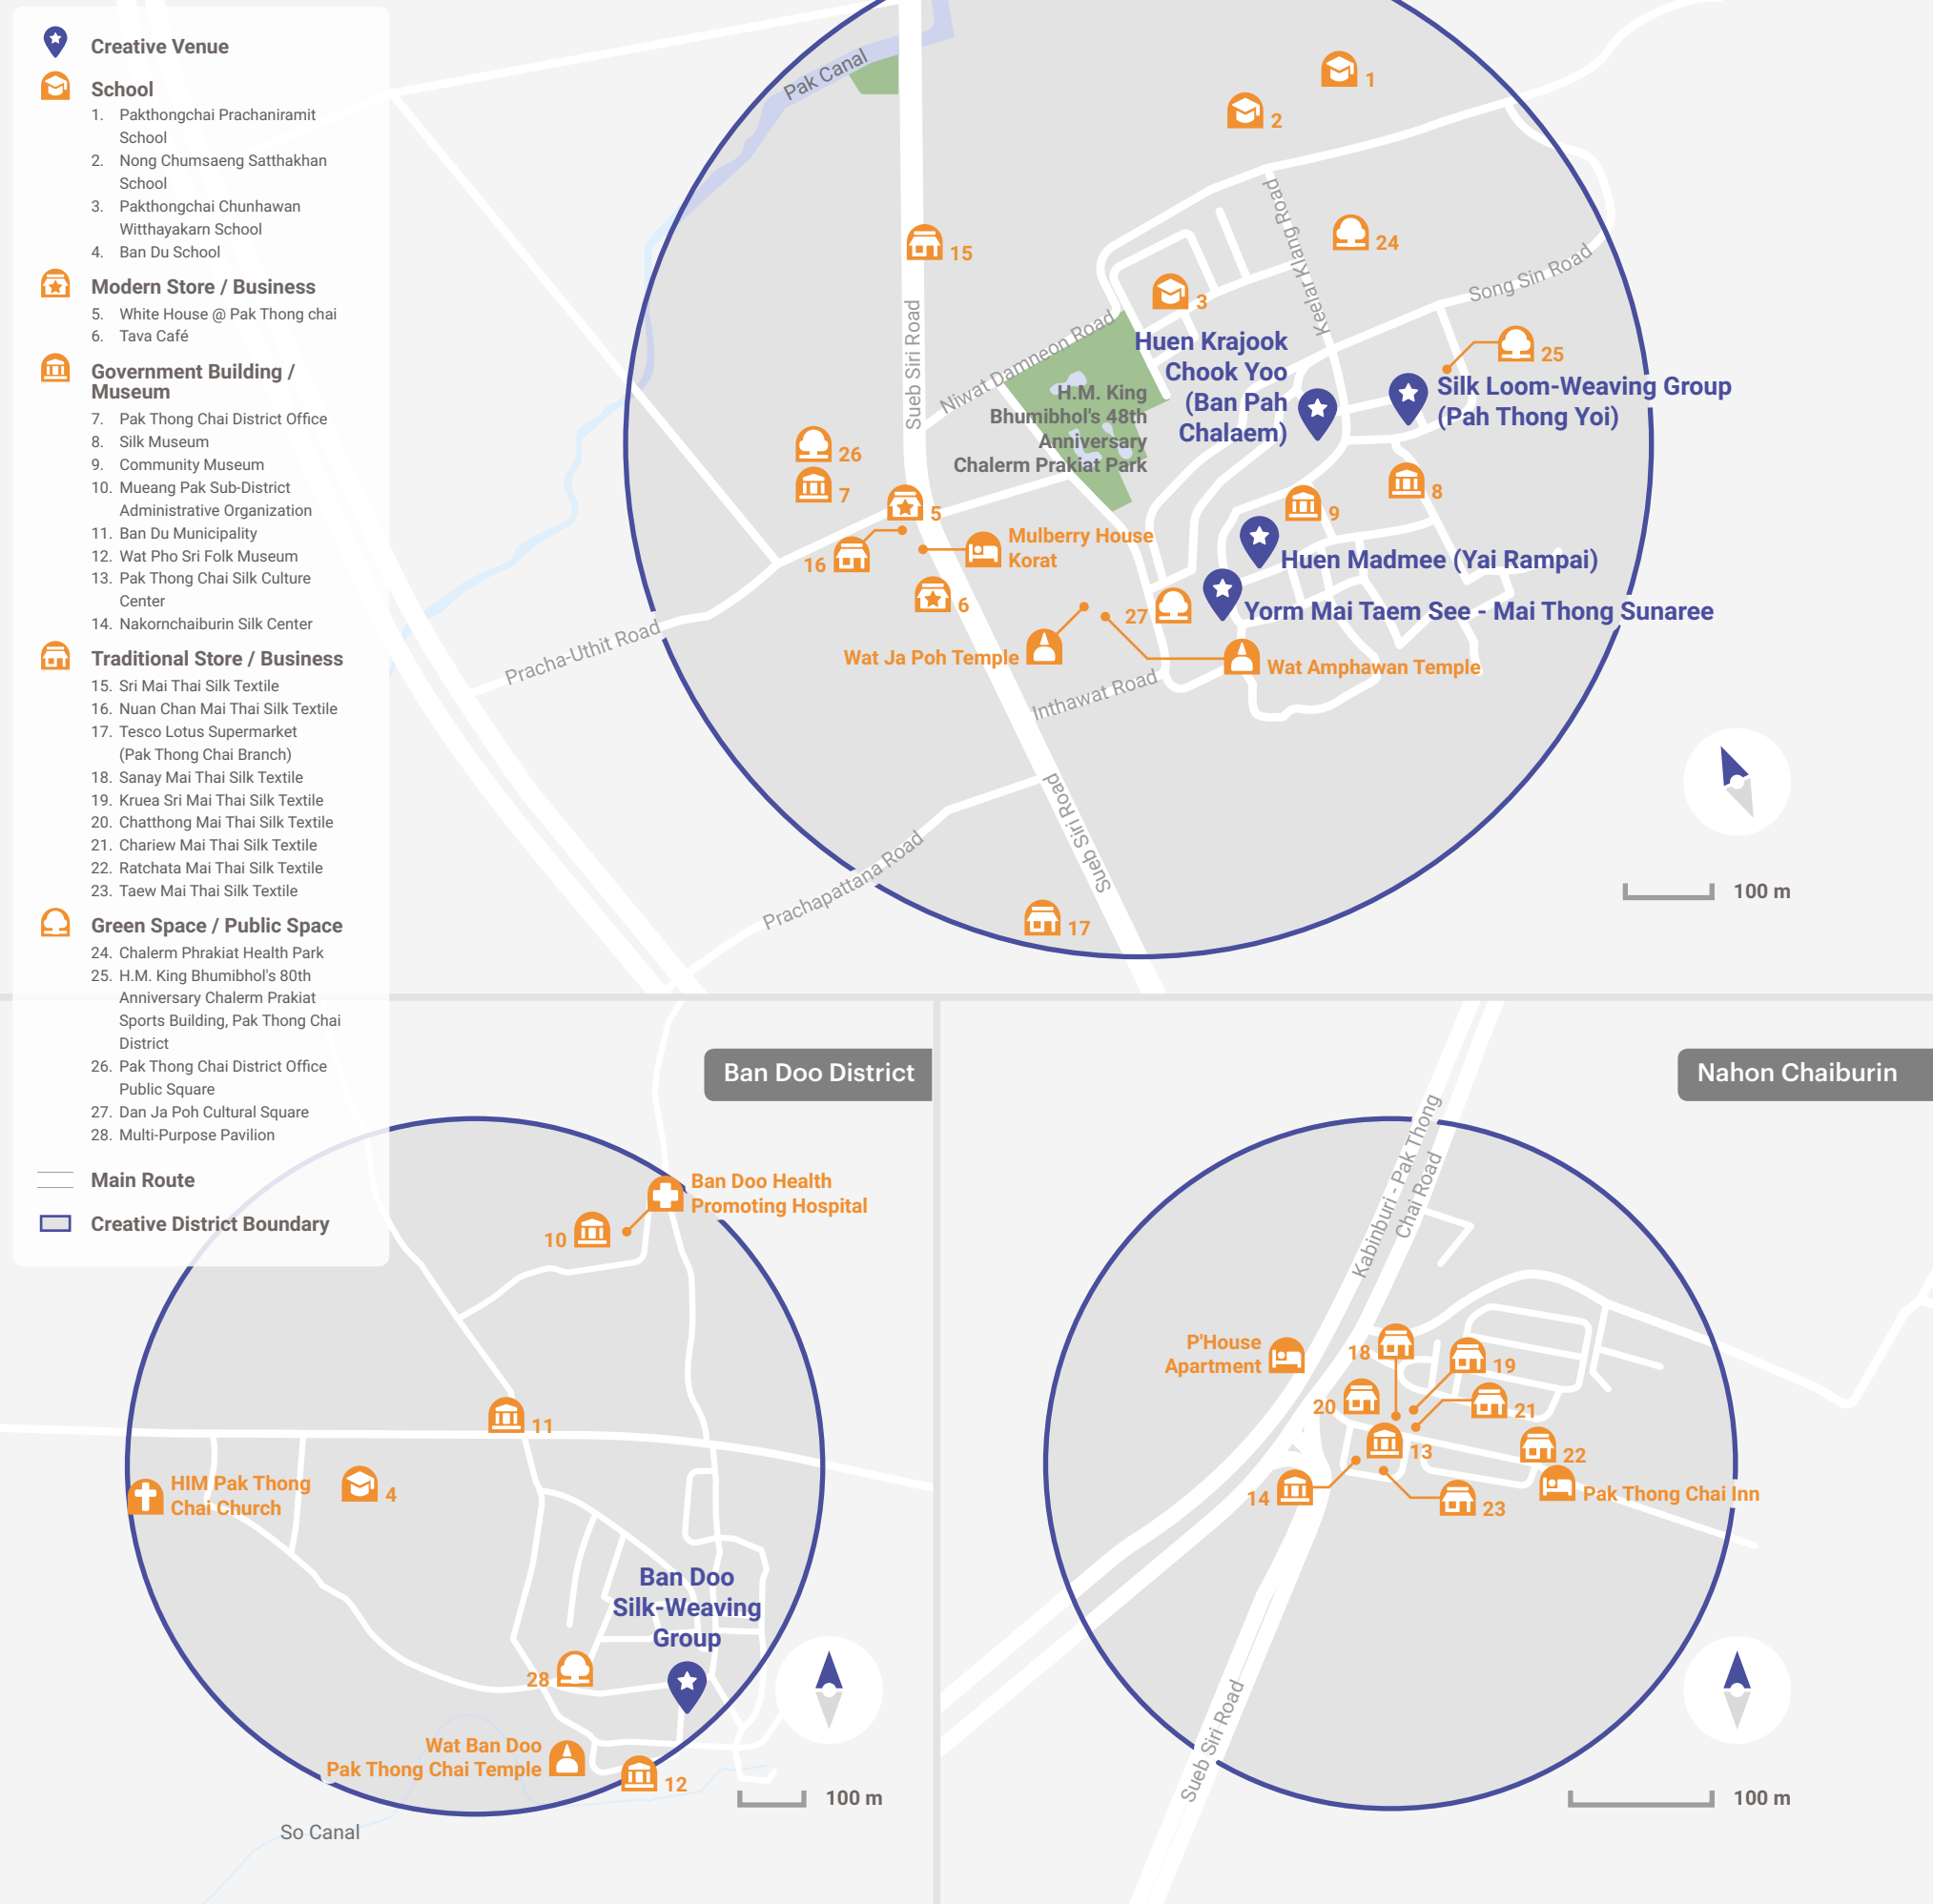 Creative Venue
School
1. Pakthongchai Prachaniramit
School
2. Nong Chumsaeng Satthakhan
School
3. Pakthongchai Chunhawan
Witthayakarn School
4. Ban Du School
Modern Store / Business
5. White House @ Pak Thong chai
6. Tava Café
Government Building /
Museum
7. Pak Thong Chai District Office
8. Silk Museum
9. Community Museum
10. Mueang Pak Sub-District
Administrative Organization
11. Ban Du Municipality
12. Wat Pho Sri Folk Museum
13. Pak Thong Chai Silk Culture
Center
14. Nakornchaiburin Silk Center
Traditional Store / Business
15. Sri Mai Thai Silk Textile
16. Nuan Chan Mai Thai Silk Textile
17. Tesco Lotus Supermarket
(Pak Thong Chai Branch)
18. Sanay Mai Thai Silk Textile
19. Kruea Sri Mai Thai Silk Textile
20. Chatthong Mai Thai Silk Textile
21. Chariew Mai Thai Silk Textile
22. Ratchata Mai Thai Silk Textile
23. Taew Mai Thai Silk Textile
Green Space / Public Space
24. Chalerm Phrakiat Health Park
25. H.M. King Bhumibhol's 80th
Anniversary Chalerm Prakiat
Sports Building, Pak Thong Chai
District
26. Pak Thong Chai District Office
Public Square
27. Dan Ja Poh Cultural Square
28. Multi-Purpose Pavilion
Main Route
Creative District Boundary
Pak Canal
1
2
15
Keelar Klang Road
24
3
Song Sin Road
Sueb Siri Road
Niwat Damneon Road
Huen Krajook
Chook Yoo
(Ban Pah
Chalaem)
25
Silk Loom-Weaving Group
(Pah Thong Yoi)
H.M. King
Bhumibhol's 48th
Anniversary
Chalerm Prakiat Park
26
7
5
8
9
16
Mulberry House
Korat
Huen Madmee (Yai Rampai)
6
27
Yorm Mai Taem See - Mai Thong Sunaree
Wat Ja Poh Temple
Wat Amphawan Temple
Pracha-Uthit Road
Inthawat Road
Sueb Siri Road
Prachapattana Road
17
100 m
Ban Doo District
Ban Doo Health
Promoting Hospital
10
11
HIM Pak Thong
Chai Church
4
Ban Doo
Silk-Weaving
Group
28
Wat Ban Doo
Pak Thong Chai Temple
12
100 m
So Canal
Nahon Chaiburin
Kabinburi - Pak Thong
Chai Road
P'House
Apartment
18
19
20
21
13
22
14
23
Pak Thong Chai Inn
Sueb Siri Road
100 m